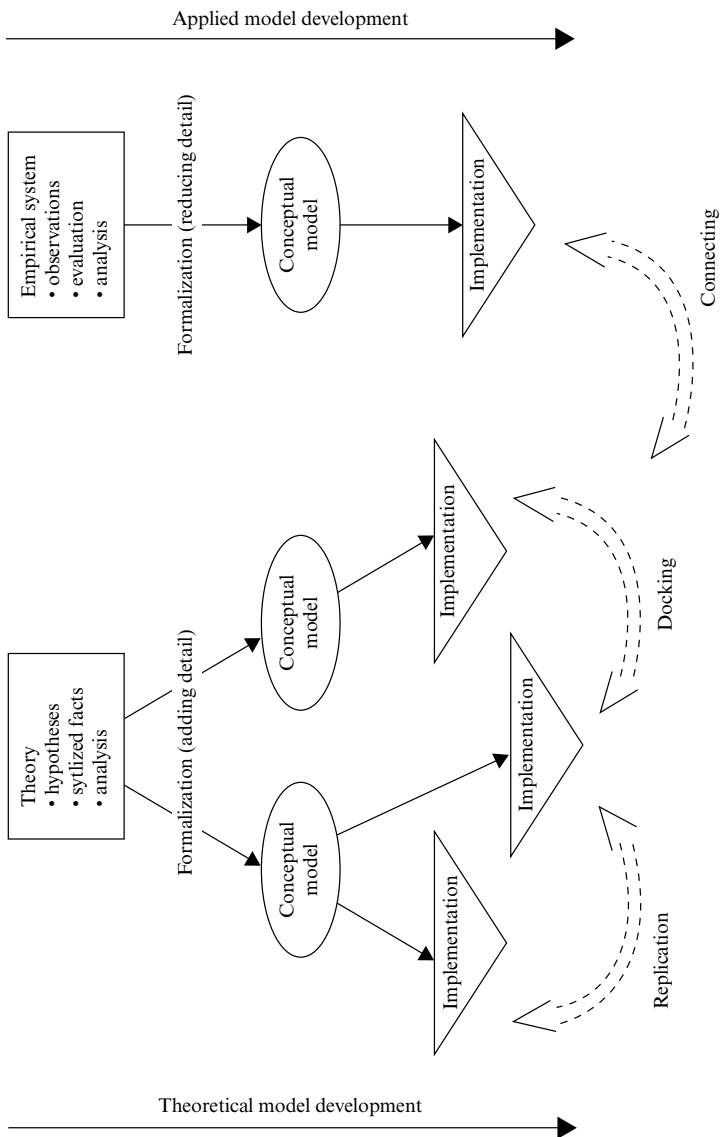 Applied model development
Empirical system
• observations
• evaluation
• analysis
Formalization (reducing detail)
Conceptual
model
Implementation
Connecting
Theory
• hypotheses
• sytlized facts
• analysis
Formalization (adding detail)
Conceptual
model
Conceptual
model
Implementation
Implementation
Implementation
Docking
Replication
Theoretical model development